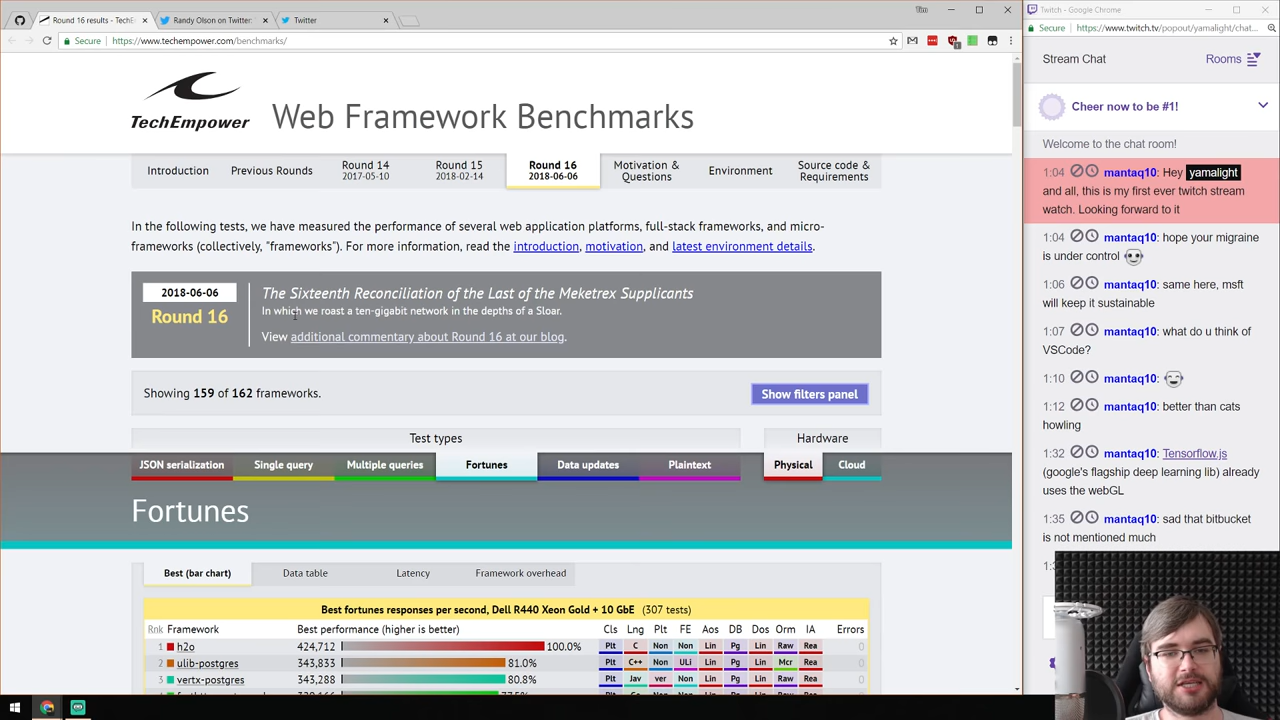 Round 16 results - TechE
Randy Olson on Twitter:
Twitter
Tim
Secure
https://www.techempower.com/benchmarks/
TechEmpower
Web Framework Benchmarks
Introduction
Previous Rounds
Round 14
2017-05-10
Round 15
2018-02-14
Round 16
2018-06-06
Motivation &
Questions
Environment
Source code &
Requirements
In the following tests, we have measured the performance of several web application platforms, full-stack frameworks, and micro-
frameworks (collectively, "frameworks"). For more information, read the introduction, motivation, and latest environment details.
2018-06-06
Round 16
The Sixteenth Reconciliation of the Last of the Meketrex Supplicants
In which we roast a ten-gigabit network in the depths of a Sloar.
View additional commentary about Round 16 at our blog.
Showing 159 of 162 frameworks.
Show filters panel
Test types
Hardware
JSON serialization
Single query
Multiple queries
Fortunes
Data updates
Plaintext
Physical
Cloud
Fortunes
Best (bar chart)
Data table
Latency
Framework overhead
Best fortunes responses per second, Dell R440 Xeon Gold + 10 GbE (307 tests)
Rnk Framework Best performance (higher is better) Cls Lng Plt FE Aos DB Dos Orm IA Errors
1 h2o 424,712 100.0% Plt C Non Non Lin Pg Lin Raw Rea 0
2 ulib-postgres 343,833 81.0% Plt C++ Non ULi Lin Pg Lin Mcr Rea 0
3 vertx-postgres 343,288 80.8% Plt Jav ver Non Lin Pg Lin Raw Rea 0
Twitch - Google Chrome
Secure
https://www.twitch.tv/popout/yamalight/chat...
Stream Chat
Rooms
Cheer now to be #1!
Welcome to the chat room!
1:04 mantaq10: Hey yamalight
and all, this is my first ever twitch stream
watch. Looking forward to it
1:04 mantaq10: hope your migraine
is under control
1:06 mantaq10: same here, msft
will keep it sustainable
1:07 mantaq10: what do u think of
VSCode?
1:10 mantaq10:
1:12 mantaq10: better than cats
howling
1:32 mantaq10: Tensorflow.js
(google's flagship deep learning lib) already
uses the webGL
1:35 mantaq10: sad that bitbucket
is not mentioned much